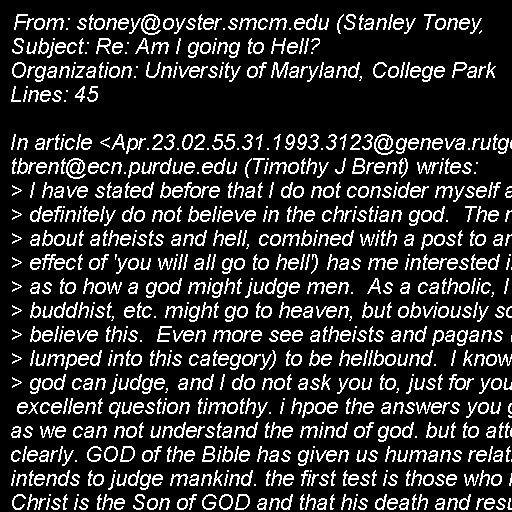 From: stoney@oyster.smcm.edu (Stanley Toney,
Subject: Re: Am I going to Hell?
Organization: University of Maryland, College Park
Lines: 45

In article <Apr.23.02.55.31.1993.3123@geneva.rutg
tbrent@ecn.purdue.edu (Timothy J Brent) writes:
> I have stated before that I do not consider myself a
> definitely do not believe in the christian god.  The
> about atheists and hell, combined with a post to
> effect of 'you will all go to hell') has me interested
> as to how a god might judge men.  As a catholic, I
> buddhist, etc. might go to heaven, but obviously
> believe this.  Even more see atheists and pagans
> lumped into this category) to be hellbound.  I know
> god can judge, and I do not ask you to, just for you
excellent question timothy. i hpoe the answers you
as we can not understand the mind of god. but to
clearly. GOD of the Bible has given us humans
intends to judge mankind. the first test is those who
Christ is the Son of GOD and that his death and